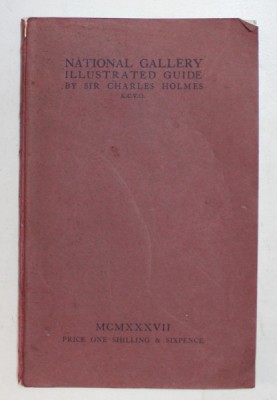 NATIONAL GALLERY
ILLUSTRATED GUIDE
BY SIR CHARLES HOLMES
K.C.V.O.
MCMXXXVII
PRICE ONE SHILLING & SIXPENCE